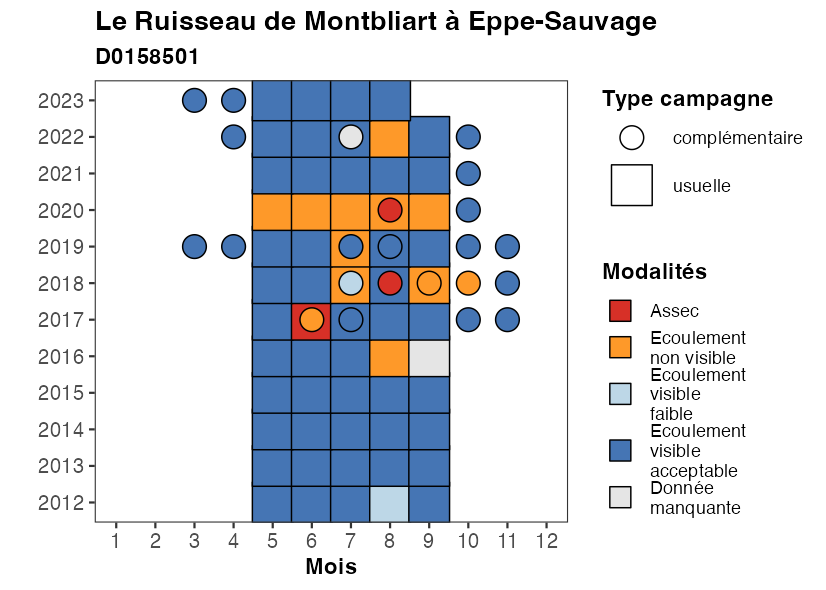 Le Ruisseau de Montbliart à Eppe-Sauvage
D0158501
2023
2022
2021
2020
2019
2018
2017
2016
2015
2014
2013
2012
1 2 3 4 5 6 7 8 9 10 11 12
Mois
Type campagne
complémentaire
usuelle
Modalités
Assec
Ecoulement
non visible
Ecoulement
visible
faible
Ecoulement
visible
acceptable
Donnée
manquante